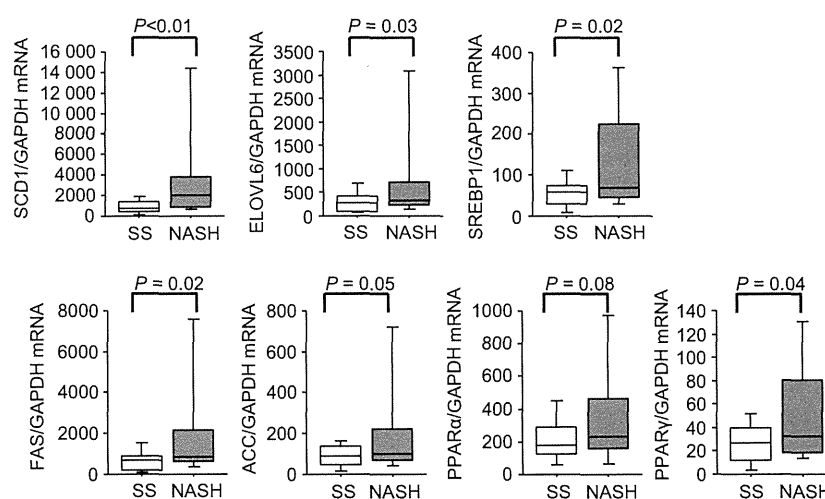 P<0.01
SCD1/GAPDH mRNA
16 000
14 000
12 000
10 000
8000
6000
4000
2000
0
SS NASH
P = 0.03
ELOVL6/GAPDH mRNA
3500
3000
2500
2000
1500
1000
500
0
SS NASH
P = 0.02
SREBP1/GAPDH mRNA
400
300
200
100
0
SS NASH
P = 0.02
FAS/GAPDH mRNA
8000
6000
4000
2000
0
SS NASH
P = 0.05
ACC/GAPDH mRNA
800
600
400
200
0
SS NASH
P = 0.08
PPARα/GAPDH mRNA
1000
800
600
400
200
0
SS NASH
P = 0.04
PPARγ/GAPDH mRNA
140
120
100
80
60
40
20
0
SS NASH